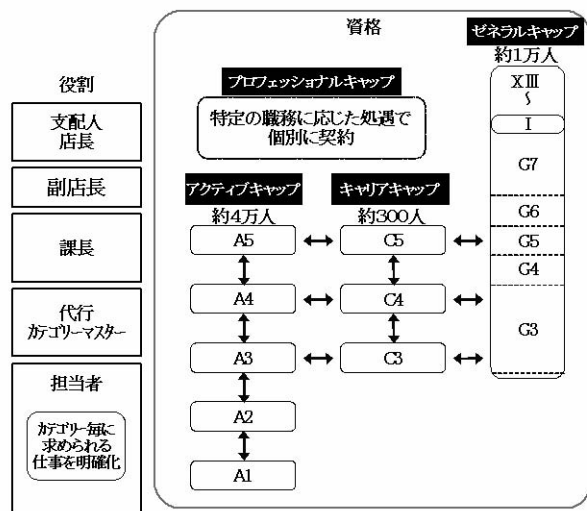 資格
役割
支配人
店長
副店長
課長
代行
カテゴリーマスター
担当者
カテゴリー毎に
求められる
仕事を明確化
プロフェッショナルキャップ
特定の職務に応じた処遇で
個別に契約
アクティブキャップ
約4万人
A5
A4
A3
A2
A1
キャリアキャップ
約300人
C5
C4
C3
ゼネラルキャップ
約1万人
XⅢ
~
I
G7
G6
G5
G4
G3